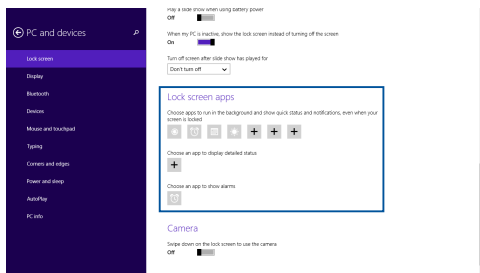 Play a slide show when using battery power
Off
PC and devices
When my PC is inactive, show the lock screen instead of turning off the screen
On
Lock screen
Turn off screen after slide show has played for
Don't turn off
Display
Bluetooth
Lock screen apps
Devices
Choose apps to run in the background and show quick status and notifications, even when your
screen is locked
Mouse and touchpad
Typing
Choose an app to display detailed status
Corners and edges
Power and sleep
Choose an app to show alarms
AutoPlay
PC info
Camera
Swipe down on the lock screen to use the camera
Off